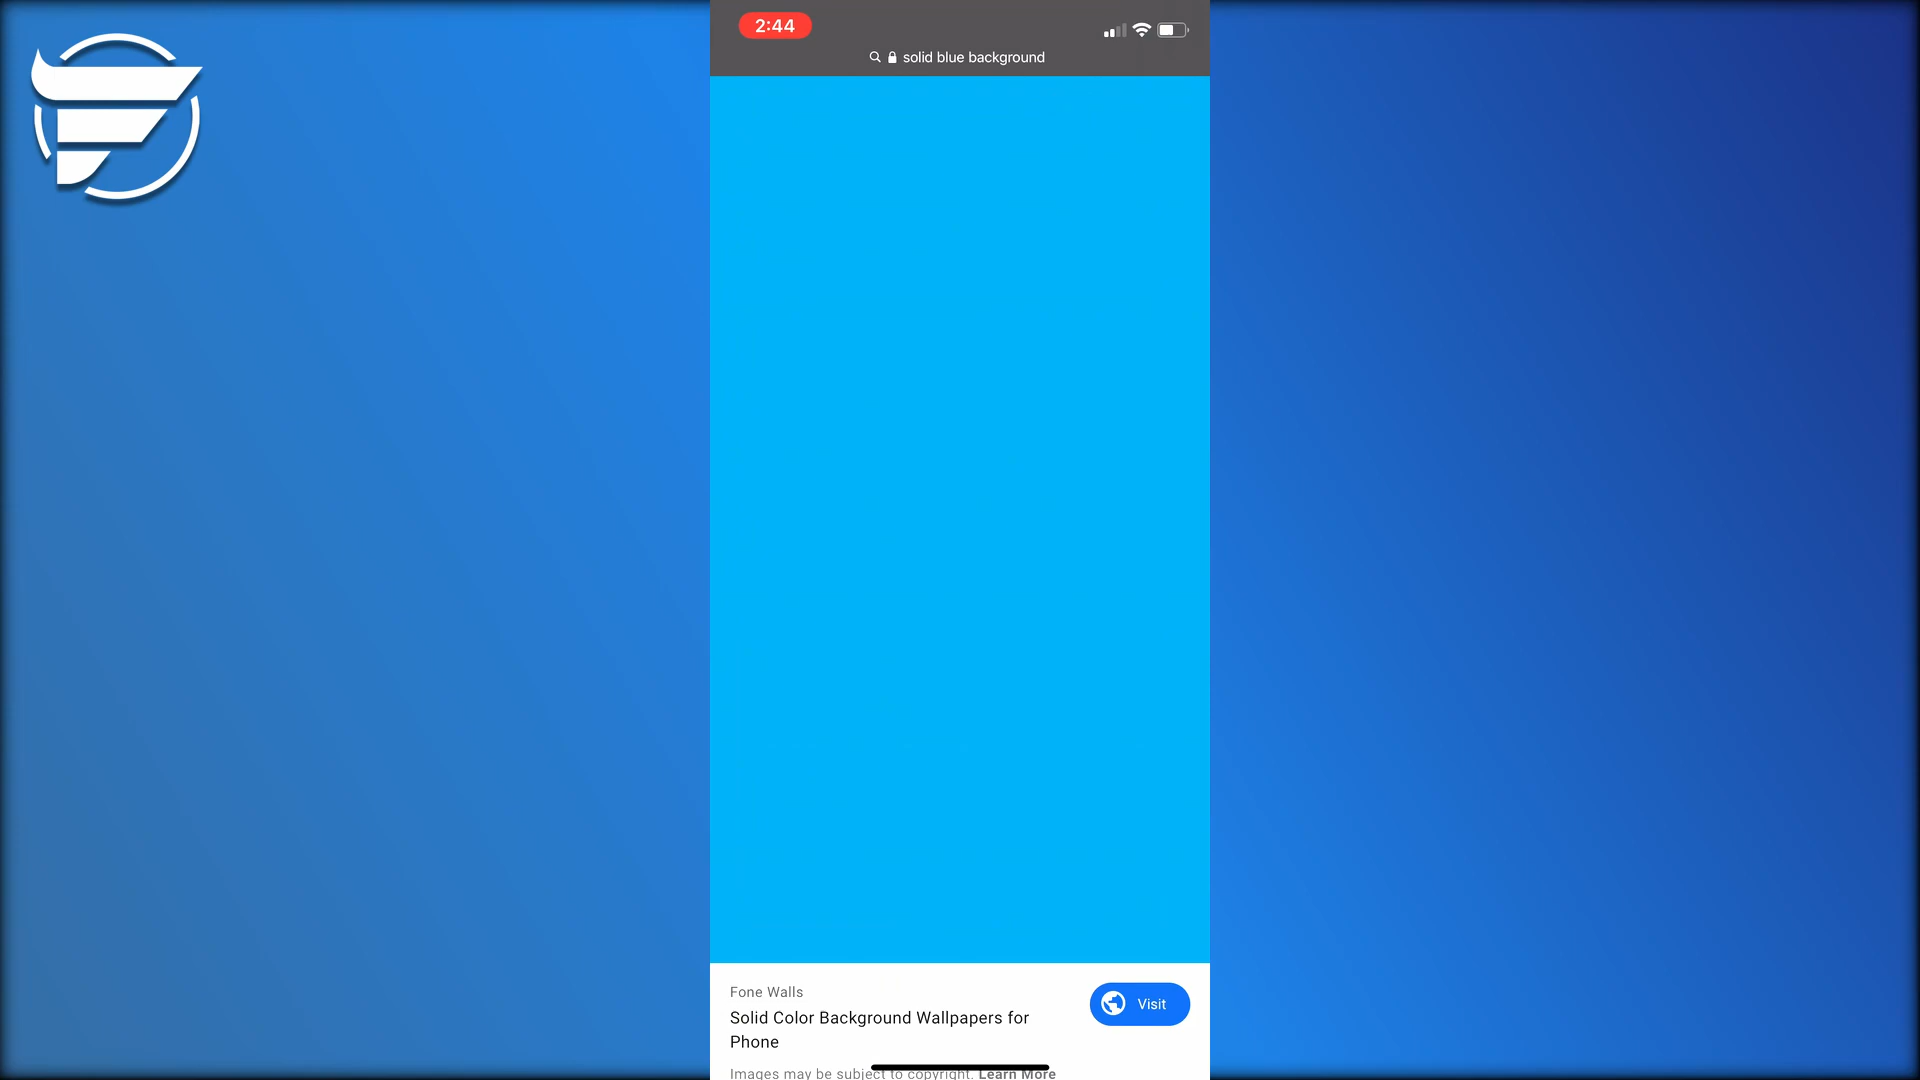 2:44
solid blue background
Fone Walls
Solid Color Background Wallpapers for
Phone
Visit
Images may be subject to copyright. Learn More